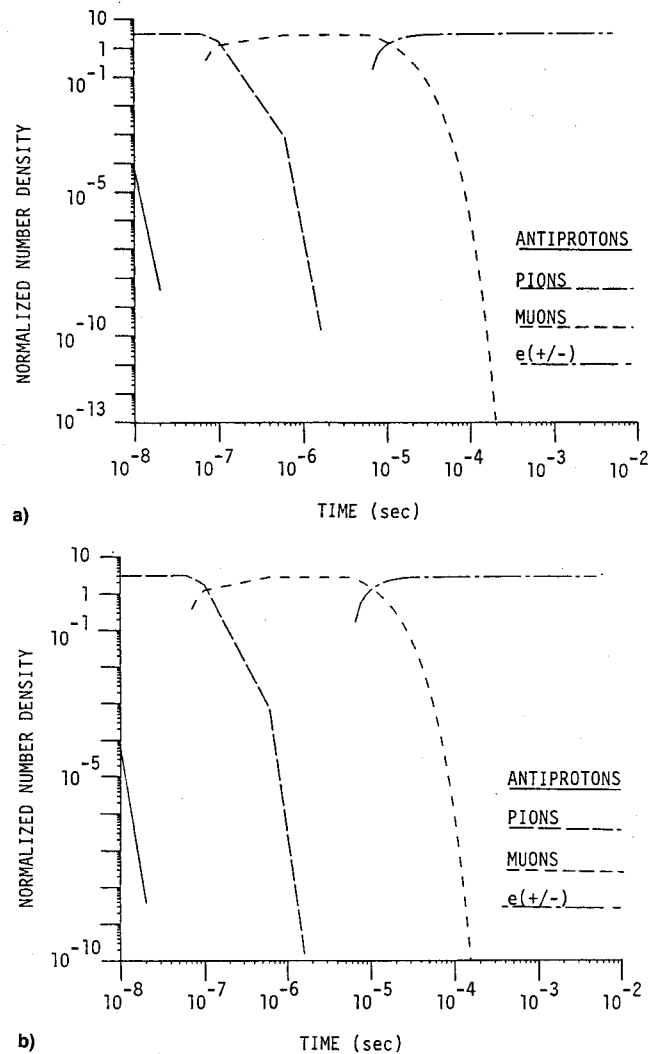 10
1
10-1
10-5
10-10
10-13
NORMALIZED NUMBER DENSITY
ANTIPROTONS
PIONS
MUONS
e(+/-)
10-8 10-7 10-6 10-5 10-4 10-3 10-2
TIME (sec)
a)
10
1
10-1
10-5
10-10
NORMALIZED NUMBER DENSITY
ANTIPROTONS
PIONS
MUONS
e(+/-)
10-8 10-7 10-6 10-5 10-4 10-3 10-2
TIME (sec)
b)